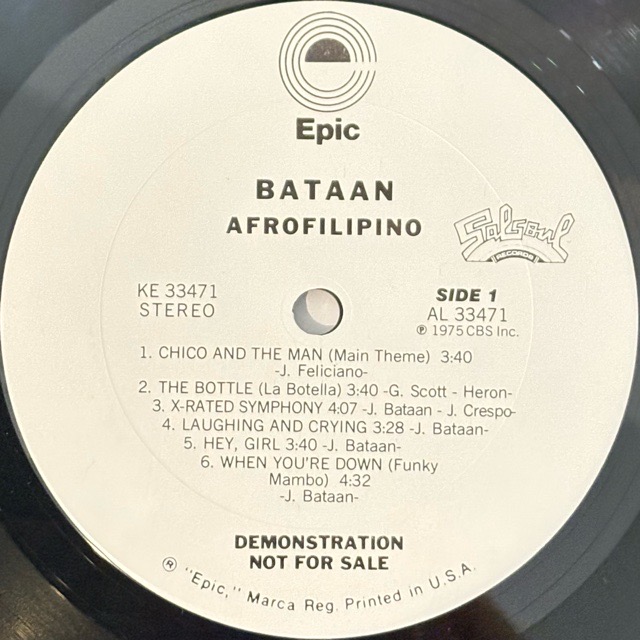 Epic
BATAAN
AFROFILIPINO
Salsoul
RECORDS
KE 33471
STEREO
SIDE 1
AL 33471
℗ 1975 CBS Inc.
1. CHICO AND THE MAN (Main Theme) 3:40
-J. Feliciano-
2. THE BOTTLE (La Botella) 3:40 -G. Scott - Heron-
3. X-RATED SYMPHONY 4:07 -J. Bataan - J. Crespo-
4. LAUGHING AND CRYING 3:28 -J. Bataan-
5. HEY, GIRL 3:40 -J. Bataan-
6. WHEN YOU'RE DOWN (Funky
Mambo) 4:32
-J. Bataan-
DEMONSTRATION
NOT FOR SALE
® "Epic," Marca Reg. Printed in U.S.A.